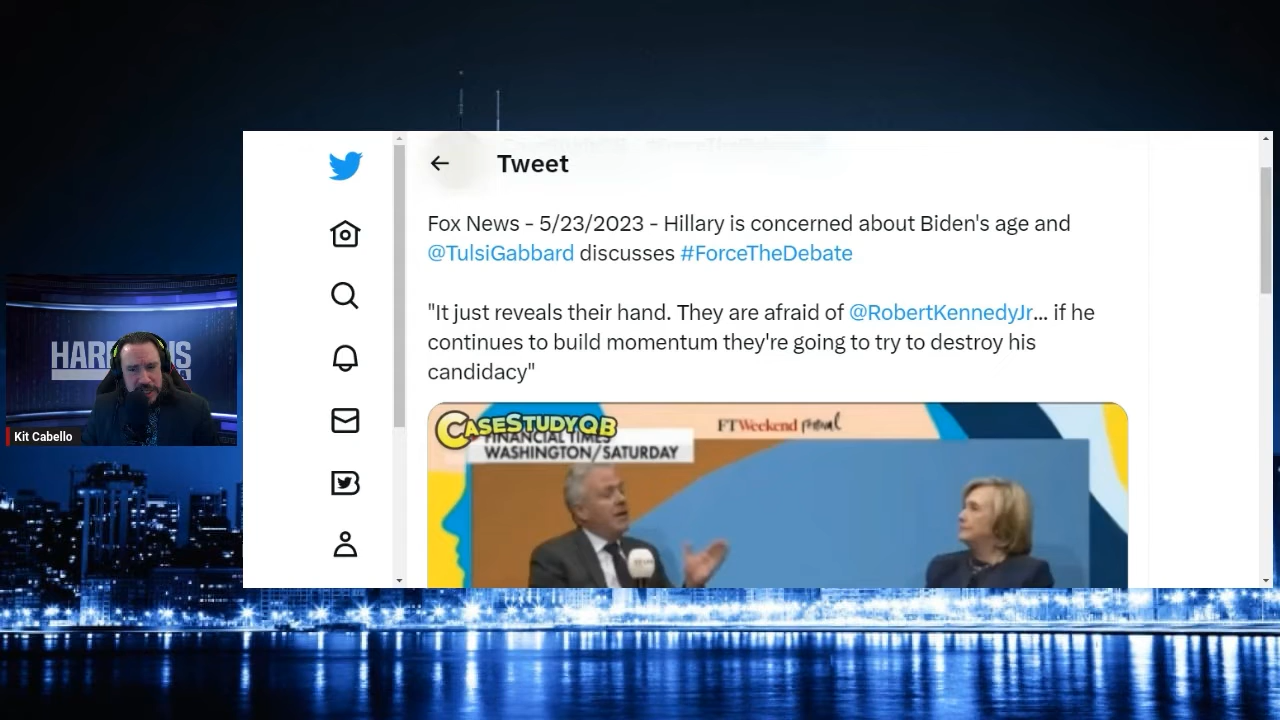 Tweet
Fox News - 5/23/2023 - Hillary is concerned about Biden's age and
@TulsiGabbard discusses #ForceTheDebate
"It just reveals their hand. They are afraid of @RobertKennedyJr... if he
continues to build momentum they're going to try to destroy his
candidacy"
CASESTUDYQB
FINANCIAL TIMES
WASHINGTON/SATURDAY
FTWeekend
Kit Cabello